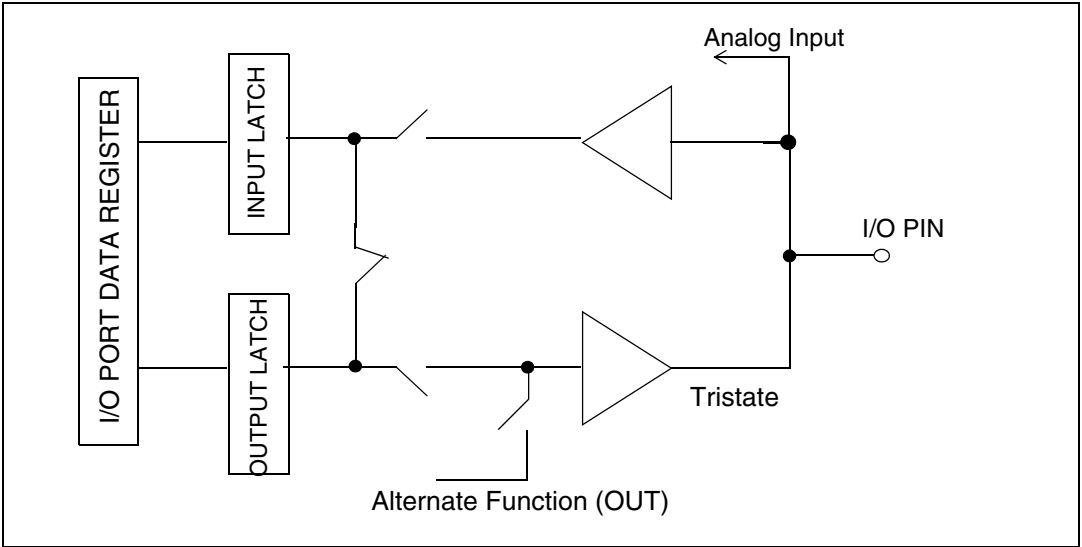 Analog Input
I/O PORT DATA REGISTER
INPUT LATCH
I/O PIN
OUTPUT LATCH
Tristate
Alternate Function (OUT)